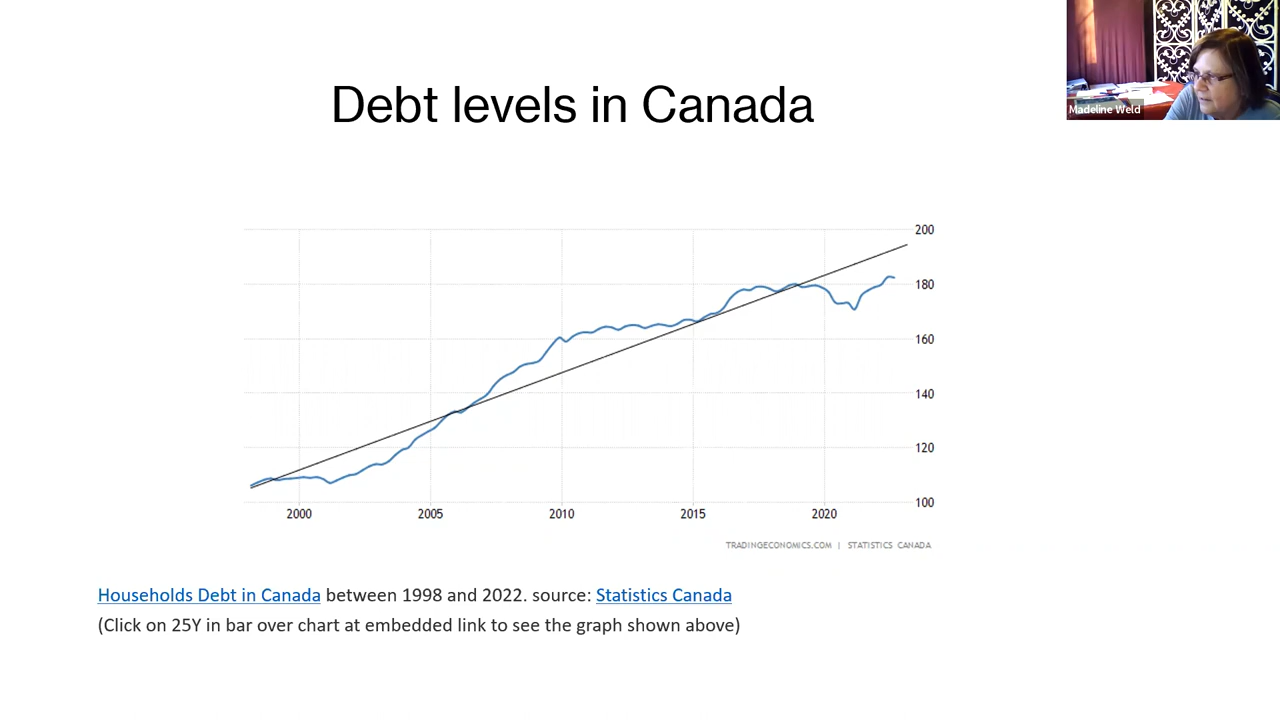 Madeline Weld
Debt levels in Canada
200
180
160
140
120
100
2000 2005 2010 2015 2020
TRADINGECONOMICS.COM | STATISTICS CANADA
Households Debt in Canada between 1998 and 2022. source: Statistics Canada
(Click on 25Y in bar over chart at embedded link to see the graph shown above)